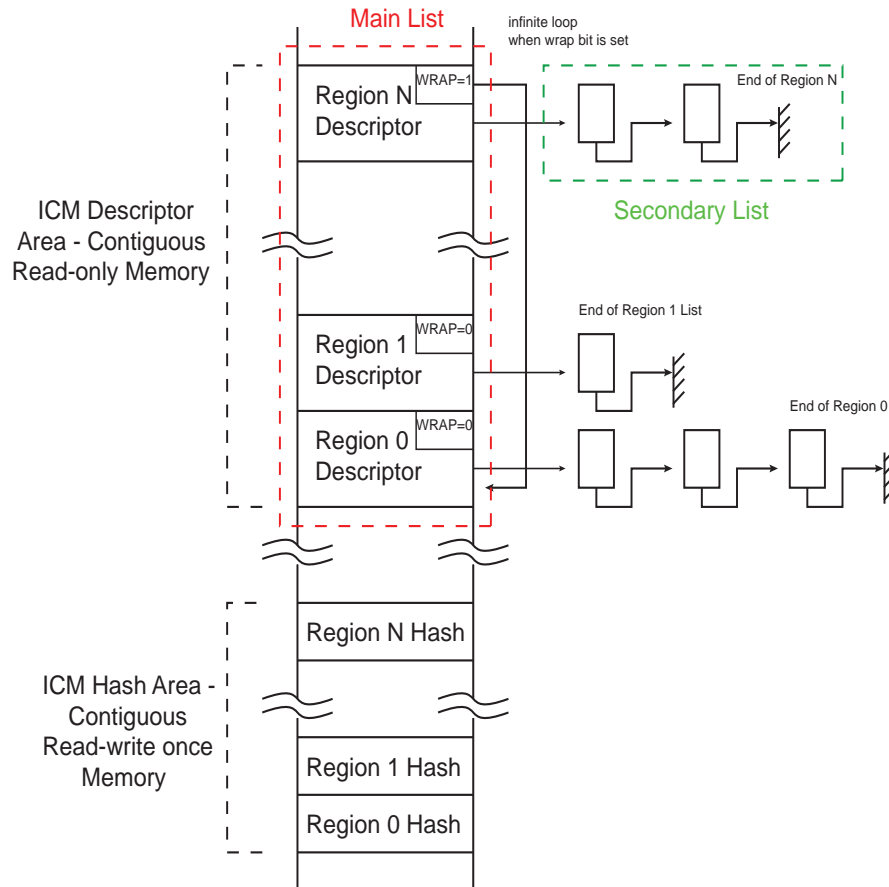 Main List
infinite loop
when wrap bit is set
WRAP=1
Region N
Descriptor
End of Region N
Secondary List
ICM Descriptor
Area - Contiguous
Read-only Memory
WRAP=0
Region 1
Descriptor
End of Region 1 List
WRAP=0
Region 0
Descriptor
End of Region 0
Region N Hash
ICM Hash Area -
Contiguous
Read-write once
Memory
Region 1 Hash
Region 0 Hash